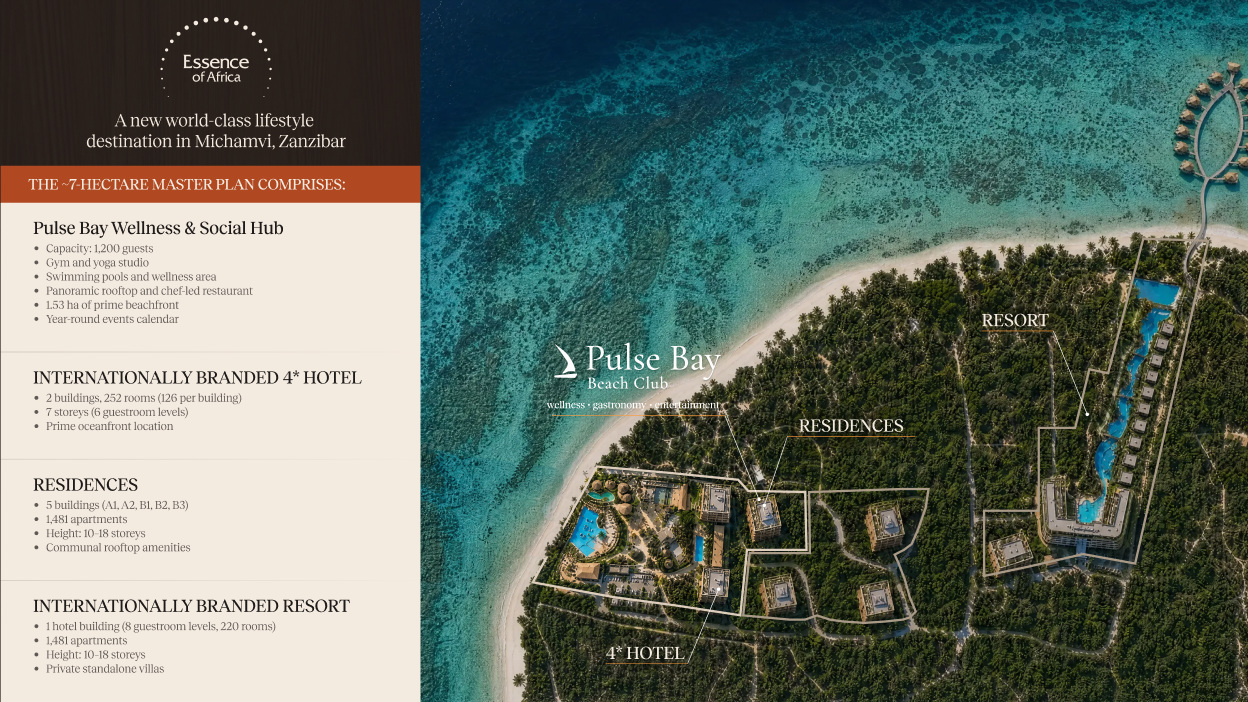 Essence
of Africa
A new world-class lifestyle
destination in Michamvi, Zanzibar
THE ~7-HECTARE MASTER PLAN COMPRISES:
Pulse Bay Wellness & Social Hub
• Capacity: 1,200 guests
• Gym and yoga studio
• Swimming pools and wellness area
• Panoramic rooftop and chef-led restaurant
• 1.53 ha of prime beachfront
• Year-round events calendar
INTERNATIONALLY BRANDED 4* HOTEL
• 2 buildings, 252 rooms (126 per building)
• 7 storeys (6 guestroom levels)
• Prime oceanfront location
RESIDENCES
• 5 buildings (A1, A2, B1, B2, B3)
• 1,481 apartments
• Height: 10-18 storeys
• Communal rooftop amenities
INTERNATIONALLY BRANDED RESORT
• 1 hotel building (8 guestroom levels, 220 rooms)
• 1,481 apartments
• Height: 10-18 storeys
• Private standalone villas
RESORT
Pulse Bay
Beach Club
wellness • gastronomy • entertainment
RESIDENCES
4* HOTEL